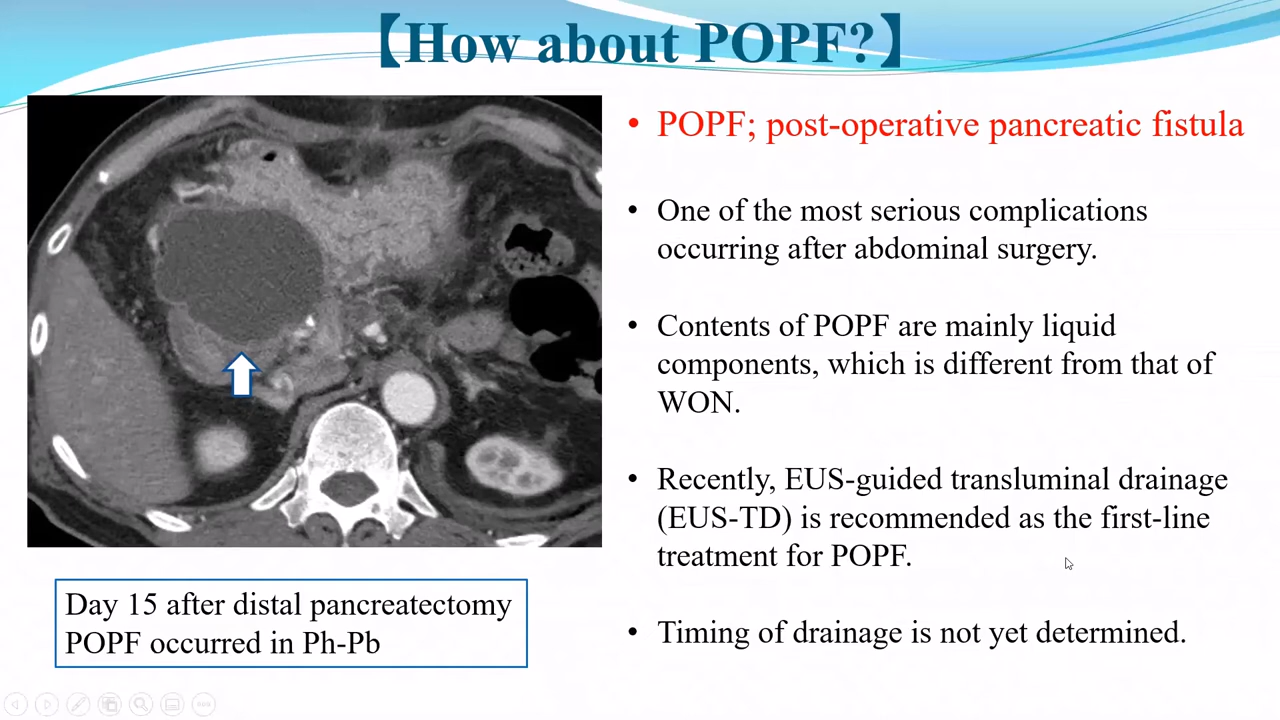 【How about POPF?】
• POPF; post-operative pancreatic fistula
• One of the most serious complications
occurring after abdominal surgery.
• Contents of POPF are mainly liquid
components, which is different from that of
WON.
• Recently, EUS-guided transluminal drainage
(EUS-TD) is recommended as the first-line
treatment for POPF.
• Timing of drainage is not yet determined.
Day 15 after distal pancreatectomy
POPF occurred in Ph-Pb